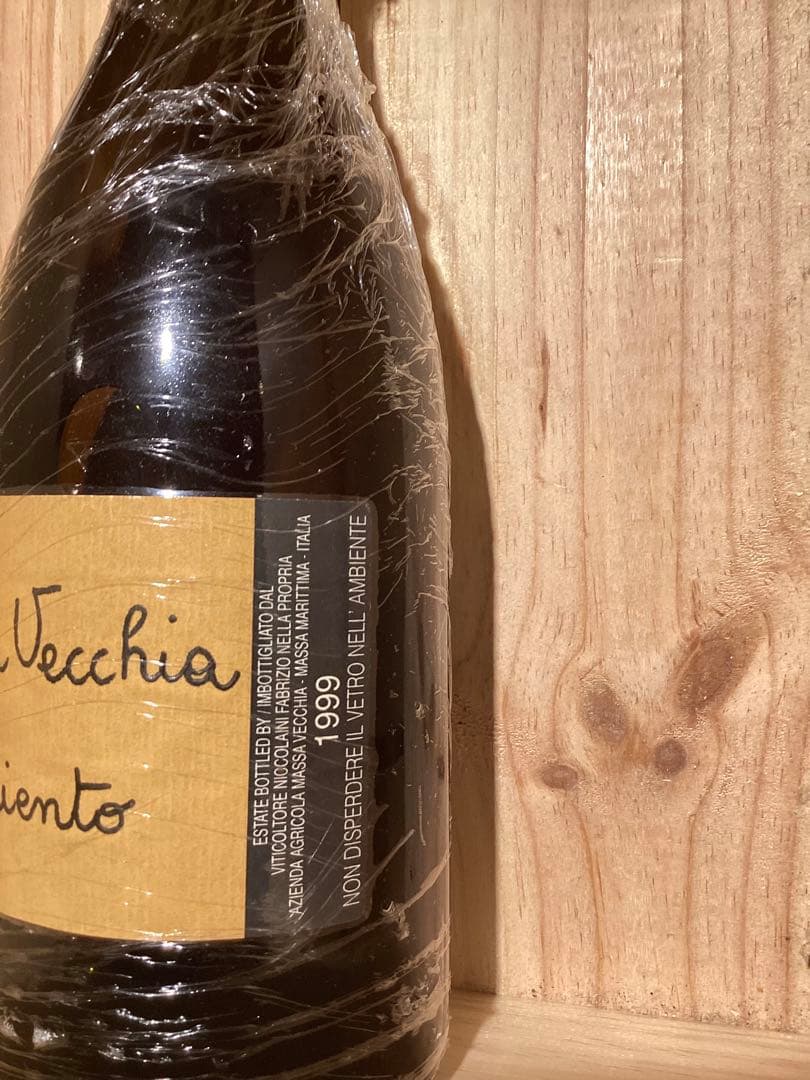 Vecchia
iento
ESTATE BOTTLED BY / IMBOTTIGLIATO DAL
VITICOLTORE NICCOLAINI FABRIZIO NELLA PROPRIA
AZIENDA AGRICOLA MASSA VECCHIA - MASSA MARITTIMA - ITALIA
1999
NON DISPERDERE IL VETRO NELL' AMBIENTE